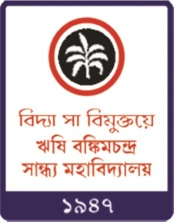 বিদ্যা সা বিমুক্তয়ে
ঋষি বঙ্কিমচন্দ্র
সান্ধ্য মহাবিদ্যালয়
১৯৪৭